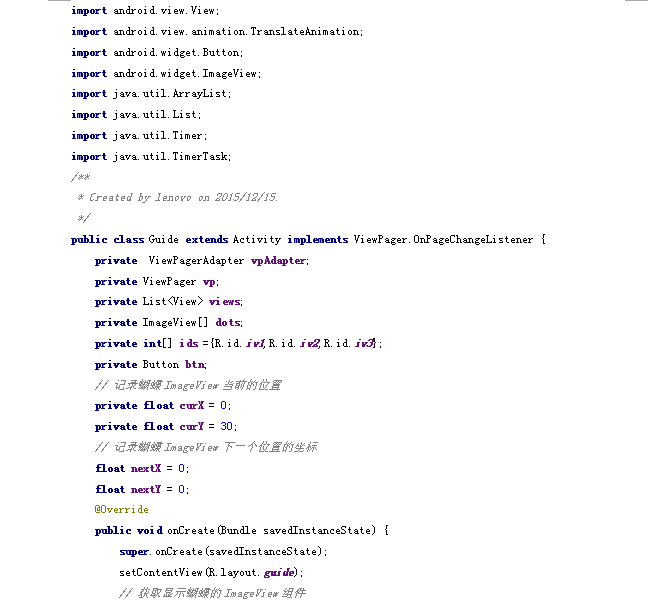 import android.view.View;
import android.view.animation.TranslateAnimation;
import android.widget.Button;
import android.widget.ImageView;
import java.util.ArrayList;
import java.util.List;
import java.util.Timer;
import java.util.TimerTask;
/**
 * Created by lenovo on 2015/12/15.
 */
public class Guide extends Activity implements ViewPager.OnPageChangeListener {
    private  ViewPagerAdapter vpAdapter;
    private ViewPager vp;
    private List<View> views;
    private ImageView[] dots;
    private int[] ids ={R.id.iv1,R.id.iv2,R.id.iv3};
    private Button btn;
    // 记录蝴蝶 ImageView 当前的位置
    private float curX = 0;
    private float curY = 30;
    // 记录蝴蝶 ImageView 下一个位置的坐标
    float nextX = 0;
    float nextY = 0;
    @Override
    public void onCreate(Bundle savedInstanceState) {
        super.onCreate(savedInstanceState);
        setContentView(R.layout.guide);
        // 获取显示蝴蝶的 ImageView 组件